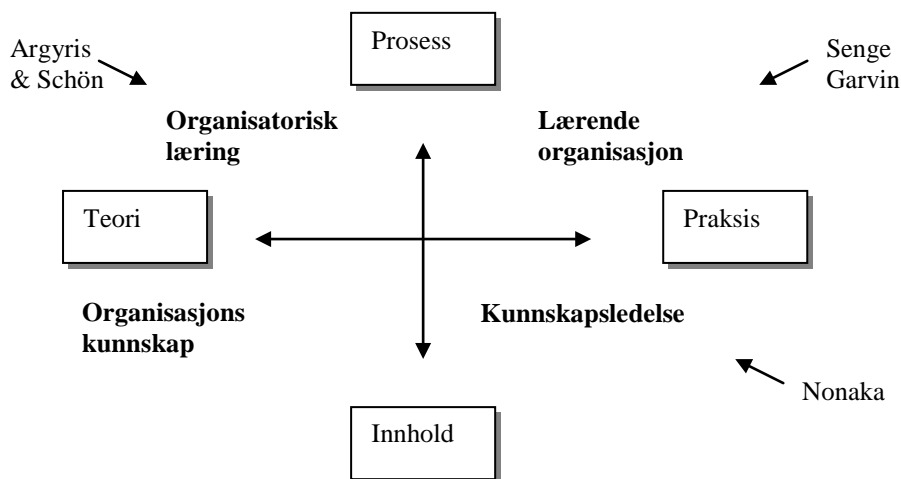 Prosess
Argyris
& Schön
Senge
Garvin
Organisatorisk
læring
Lærende
organisasjon
Teori
Praksis
Organisasjons
kunnskap
Kunnskapsledelse
Nonaka
Innhold